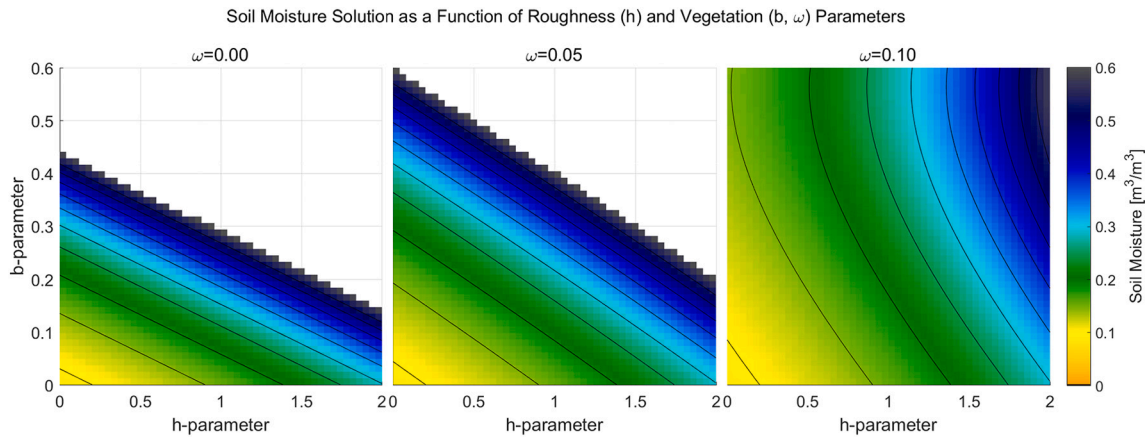 Soil Moisture Solution as a Function of Roughness (h) and Vegetation (b, ω) Parameters
ω=0.00
ω=0.05
ω=0.10
0.6
0.5
0.4
0.3
0.2
0.1
0
b-parameter
0 0.5 1 1.5 2
h-parameter
0 0.5 1 1.5 2
h-parameter
0 0.5 1 1.5 2
h-parameter
0.6
0.5
0.4
0.3
0.2
0.1
0
Soil Moisture [m³/m³]